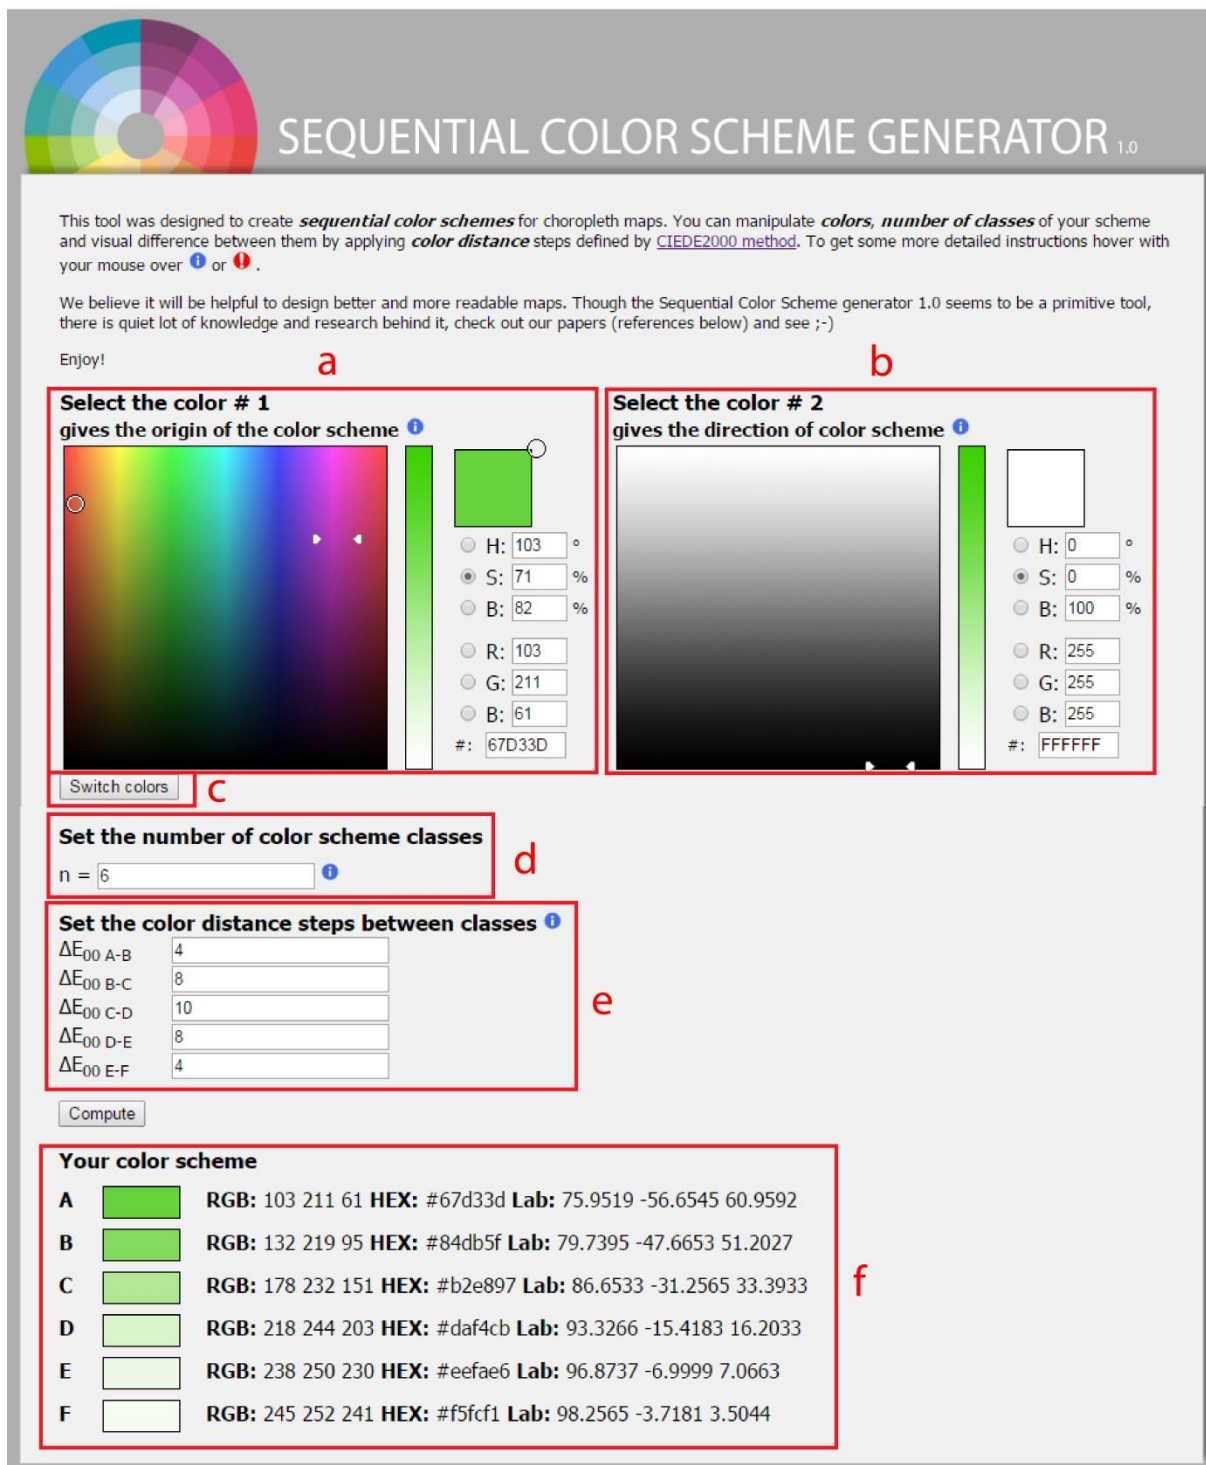 SEQUENTIAL COLOR SCHEME GENERATOR 1.0
This tool was designed to create sequential color schemes for choropleth maps. You can manipulate colors, number of classes of your scheme
and visual difference between them by applying color distance steps defined by CIEDE2000 method. To get some more detailed instructions hover with
your mouse over i or ! .
We believe it will be helpful to design better and more readable maps. Though the Sequential Color Scheme generator 1.0 seems to be a primitive tool,
there is quiet lot of knowledge and research behind it, check out our papers (references below) and see ;-)
Enjoy!
a
Select the color # 1
gives the origin of the color scheme i
H: 103 °
S: 71 %
B: 82 %
R: 103
G: 211
B: 61
#: 67D33D
b
Select the color # 2
gives the direction of color scheme i
H: 0 °
S: 0 %
B: 100 %
R: 255
G: 255
B: 255
#: FFFFFF
Switch colors
c
Set the number of color scheme classes
n = 6 i
d
Set the color distance steps between classes i
ΔE00 A-B 4
ΔE00 B-C 8
ΔE00 C-D 10
ΔE00 D-E 8
ΔE00 E-F 4
e
Compute
Your color scheme
A RGB: 103 211 61 HEX: #67d33d Lab: 75.9519 -56.6545 60.9592
B RGB: 132 219 95 HEX: #84db5f Lab: 79.7395 -47.6653 51.2027
C RGB: 178 232 151 HEX: #b2e897 Lab: 86.6533 -31.2565 33.3933
D RGB: 218 244 203 HEX: #daf4cb Lab: 93.3266 -15.4183 16.2033
E RGB: 238 250 230 HEX: #eefae6 Lab: 96.8737 -6.9999 7.0663
F RGB: 245 252 241 HEX: #f5fcf1 Lab: 98.2565 -3.7181 3.5044
f